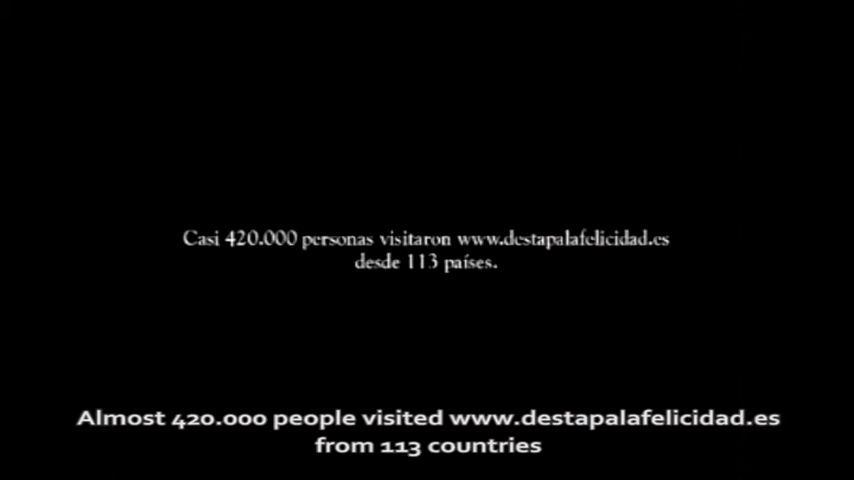 Casi 420.000 personas visitaron www.destapalafelicidad.es
desde 113 países.
Almost 420.000 people visited www.destapalafelicidad.es
from 113 countries